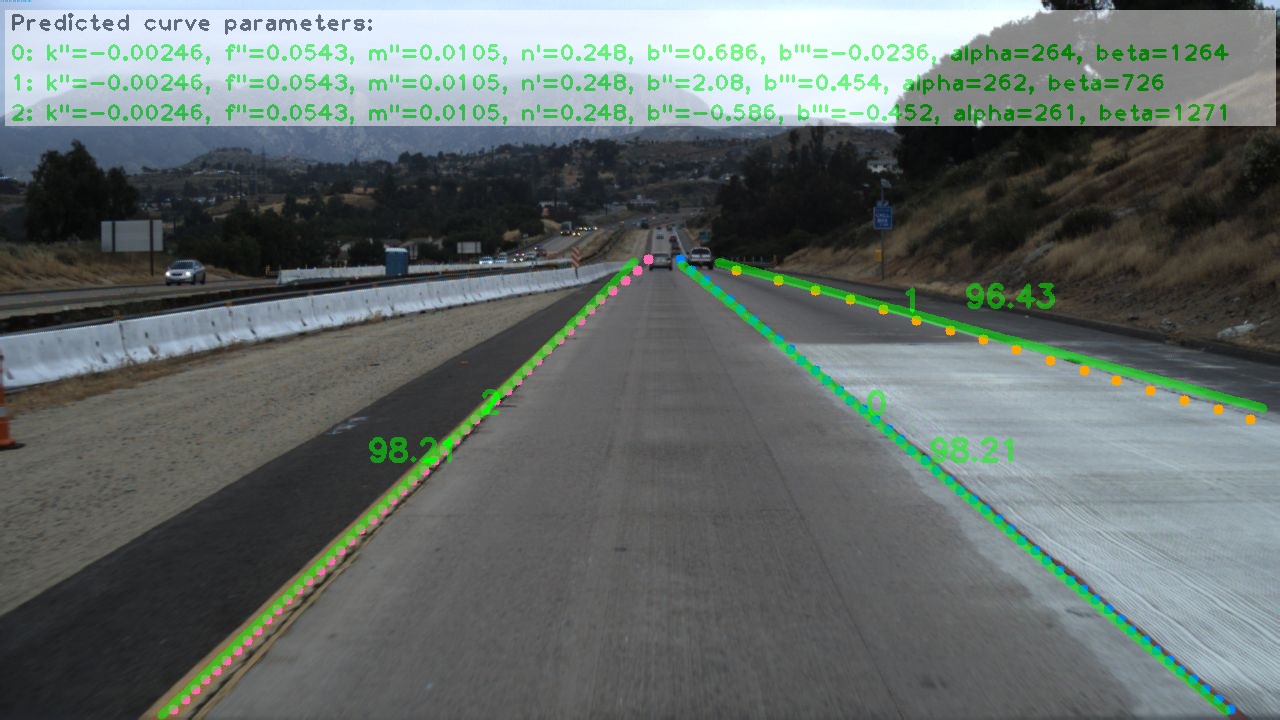 Predicted curve parameters:
0: k''=-0.00246, f''=0.0543, m''=0.0105, n'=0.248, b''=0.686, b'''=-0.0236, alpha=264, beta=1264
1: k''=-0.00246, f''=0.0543, m''=0.0105, n'=0.248, b''=2.08, b'''=0.454, alpha=262, beta=726
2: k''=-0.00246, f''=0.0543, m''=0.0105, n'=0.248, b''=-0.586, b'''=-0.452, alpha=261, beta=1271
1 96.43
2 0
98.21 98.21